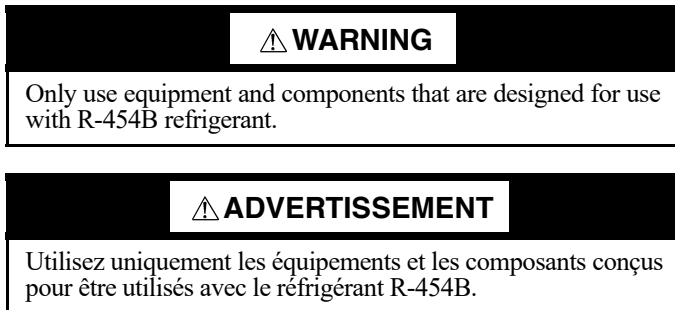 ⚠ WARNING
Only use equipment and components that are designed for use
with R-454B refrigerant.
⚠ ADVERTISSEMENT
Utilisez uniquement les équipements et les composants conçus
pour être utilisés avec le réfrigérant R-454B.